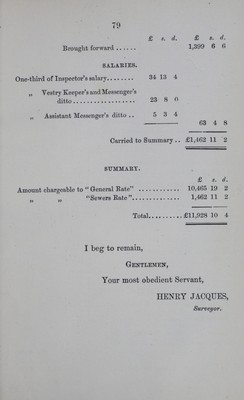 79
£ s. d. £ s. d.
Brought forward ...... 1,399 6 6
SALARIES.
One-third of Inspector's salary........ 34 13 4
„ Vestry Keeper's and Messenger's
ditto .................. 23 8 0
„ Assistant Messenger's ditto .. 5 3 4
63 4 8
Carried to Summary .. £1,462 11 2
SUMMARY.
£ s. d.
Amount chargeable to "General Rate" ............ 10,465 19 2
„ „ "Sewers Rate".............. 1,462 11 2
Total..........£11,928 10 4
I beg to remain,
GENTLEMEN,
Your most obedient Servant,
HENRY JACQUES,
Surveyor.